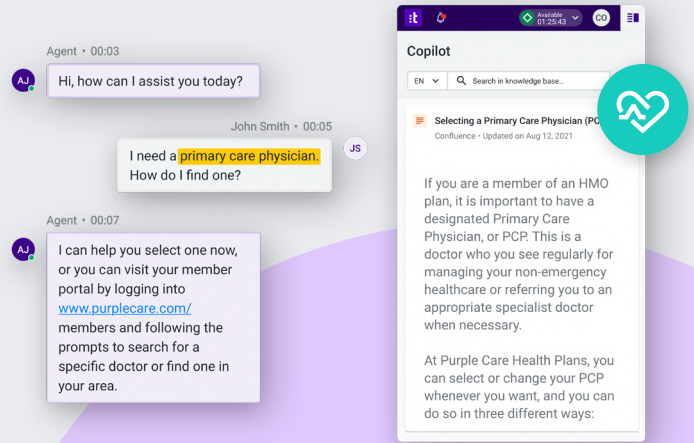 Agent • 00:03
AJ
Hi, how can I assist you today?
John Smith • 00:05
I need a primary care physician.
How do I find one?
JS
Agent • 00:07
AJ
I can help you select one now,
or you can visit your member
portal by logging into
www.purplecare.com/
members and following the
prompts to search for a
specific doctor or find one in
your area.
:t
Available
01:25:43
CO
Copilot
EN
Search in knowledge base...
Selecting a Primary Care Physician (PC
Confluence • Updated on Aug 12, 2021
If you are a member of an HMO
plan, it is important to have a
designated Primary Care
Physician, or PCP. This is a
doctor who you see regularly for
managing your non-emergency
healthcare or referring you to an
appropriate specialist doctor
when necessary.
At Purple Care Health Plans, you
can select or change your PCP
whenever you want, and you can
do so in three different ways: